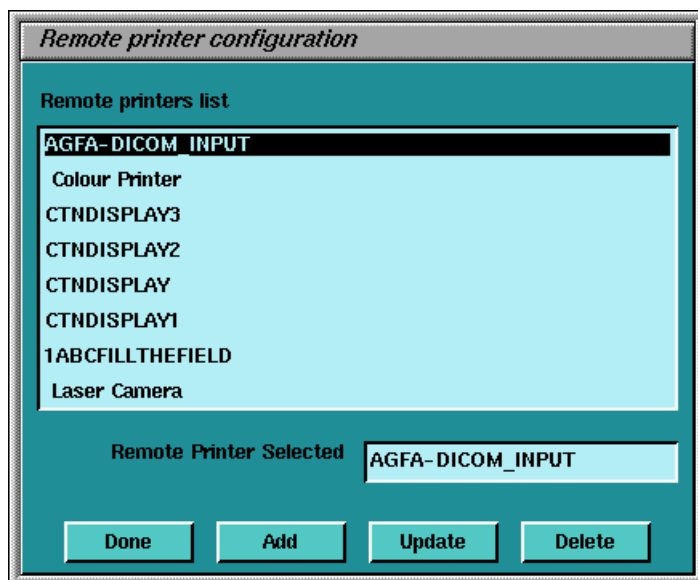 Remote printer configuration
Remote printers list
AGFA-DICOM_INPUT
Colour Printer
CTNDISPLAY3
CTNDISPLAY2
CTNDISPLAY
CTNDISPLAY1
1ABCFILLTHEFIELD
Laser Camera
Remote Printer Selected AGFA-DICOM_INPUT
Done Add Update Delete